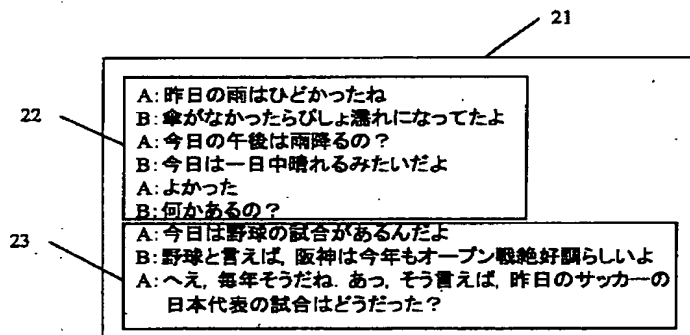 21
22
A:昨日の雨はひどかったね
B:傘がなかったらびしょ濡れになってたよ
A:今日の午後は雨降るの？
B:今日は一日中晴れるみたいだよ
A:よかった
B:何かあるの？
23
A:今日は野球の試合があるんだよ
B:野球と言えば，阪神は今年もオープン戦絶好調らしいよ
A:へえ，毎年そうだね．あっ，そう言えば，昨日のサッカーの
日本代表の試合はどうだった？